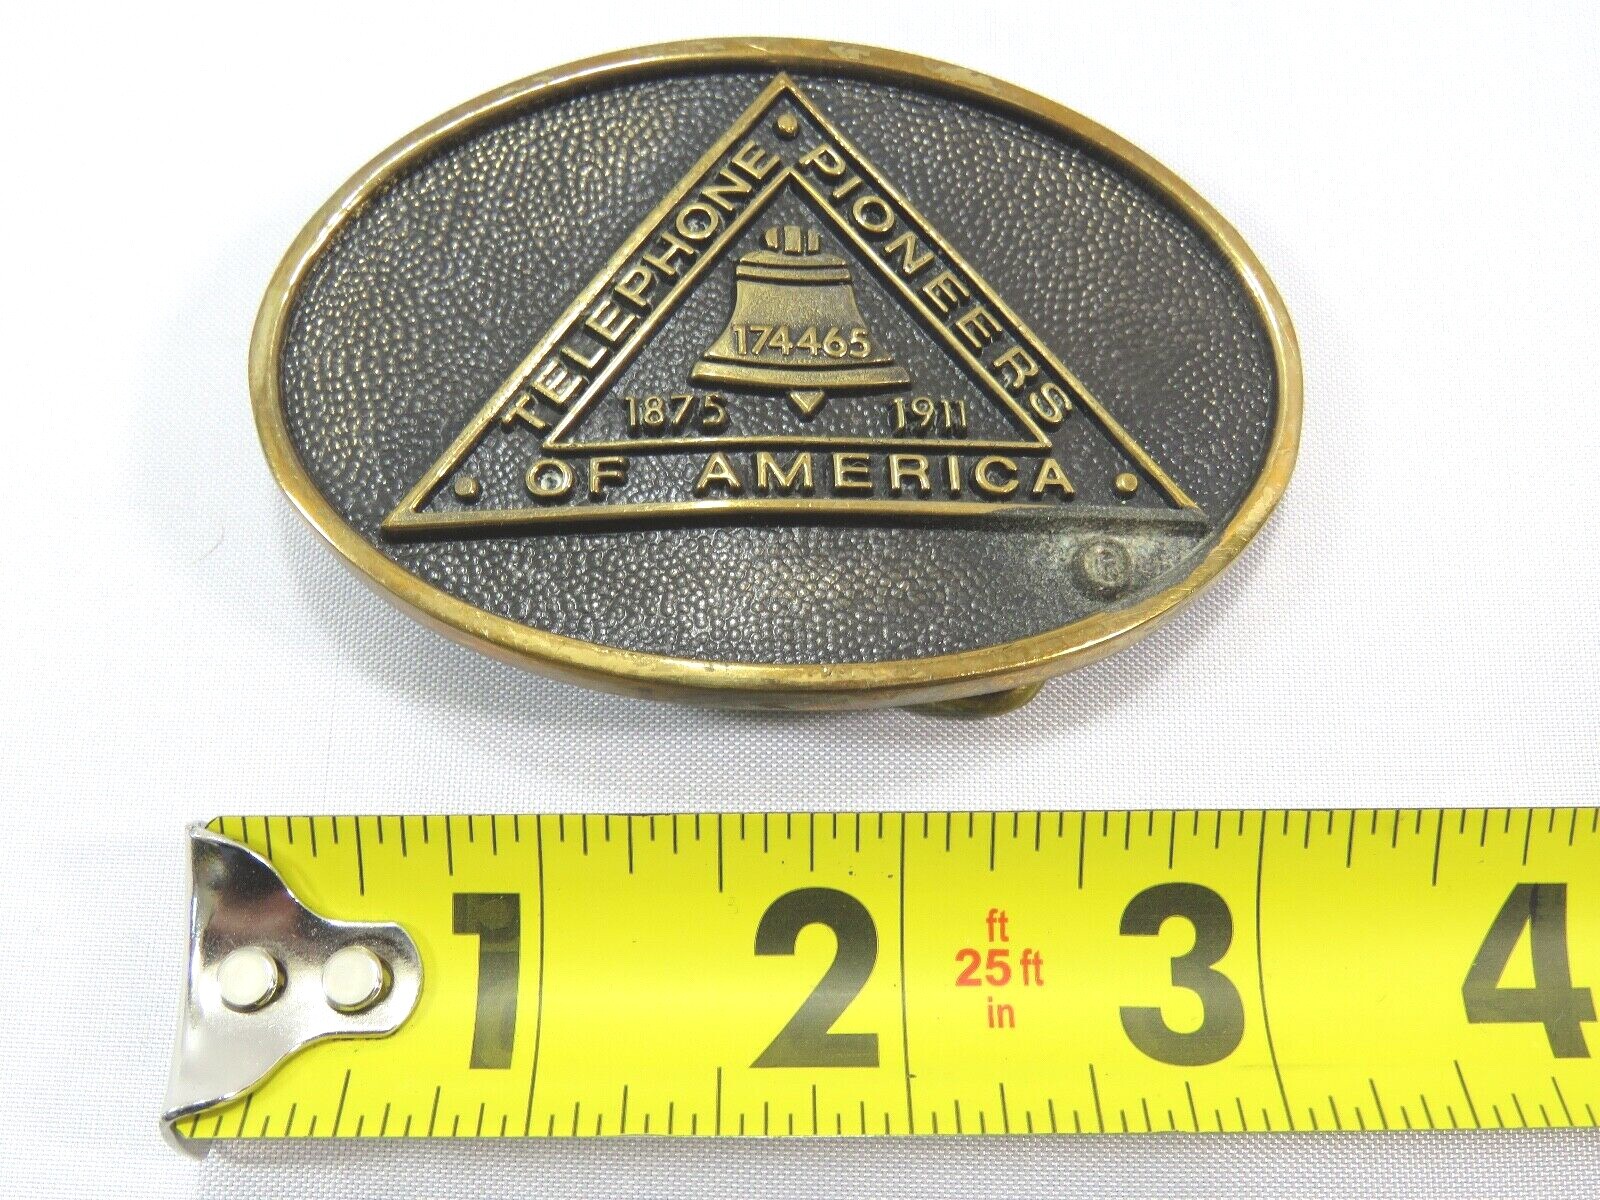 TELEPHONE PIONEERS
OF AMERICA
174465
1875 1911
1 2 3 4
ft
25 ft
in